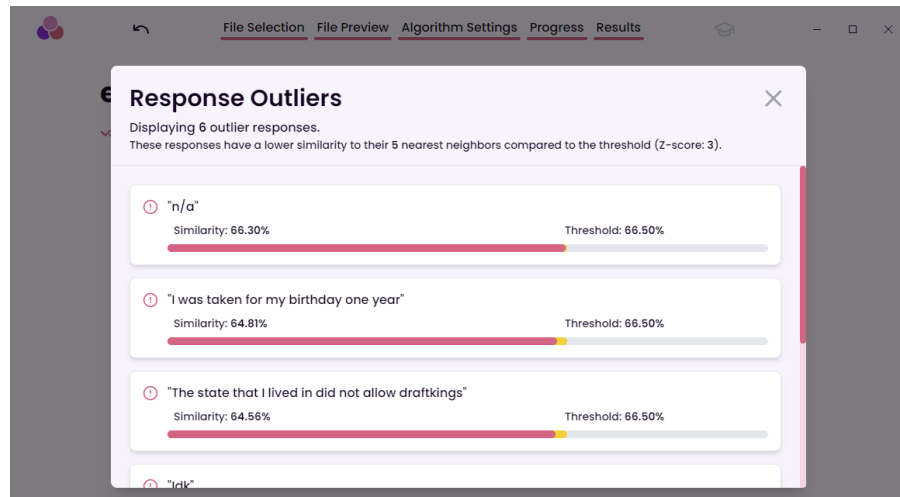 File Selection File Preview Algorithm Settings Progress Results
Response Outliers
Displaying 6 outlier responses.
These responses have a lower similarity to their 5 nearest neighbors compared to the threshold (Z-score: 3).
"n/a"
Similarity: 66.30% Threshold: 66.50%
"I was taken for my birthday one year"
Similarity: 64.81% Threshold: 66.50%
"The state that I lived in did not allow draftkings"
Similarity: 64.56% Threshold: 66.50%
"Idk"